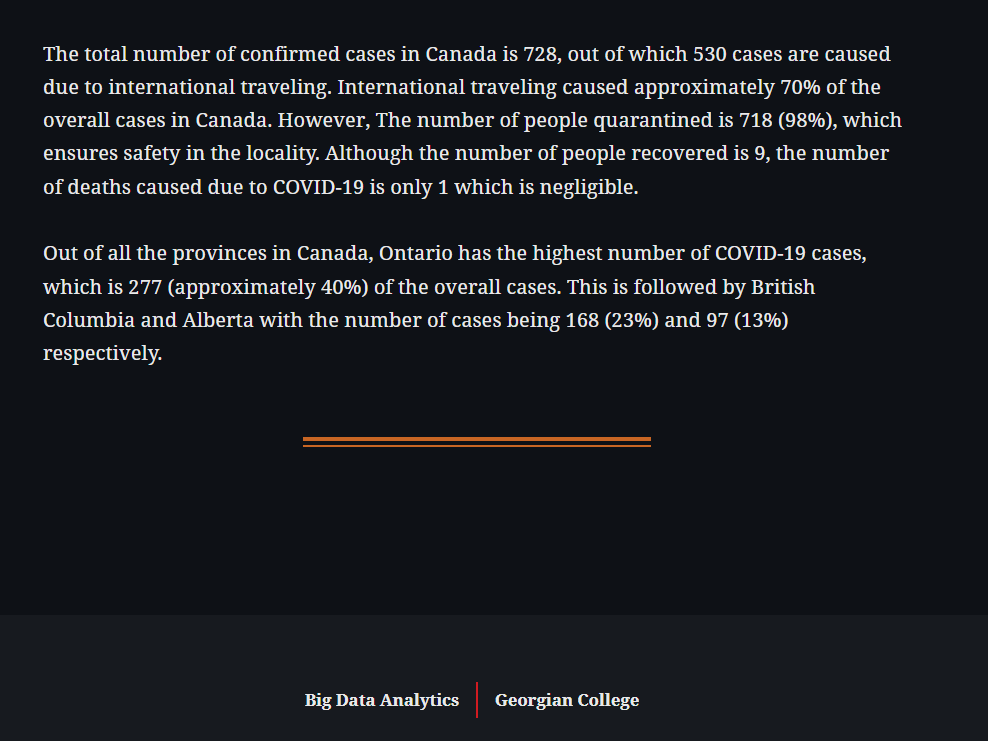 The total number of confirmed cases in Canada is 728, out of which 530 cases are caused
due to international traveling. International traveling caused approximately 70% of the
overall cases in Canada. However, The number of people quarantined is 718 (98%), which
ensures safety in the locality. Although the number of people recovered is 9, the number
of deaths caused due to COVID-19 is only 1 which is negligible.
Out of all the provinces in Canada, Ontario has the highest number of COVID-19 cases,
which is 277 (approximately 40%) of the overall cases. This is followed by British
Columbia and Alberta with the number of cases being 168 (23%) and 97 (13%)
respectively.
Big Data Analytics
Georgian College